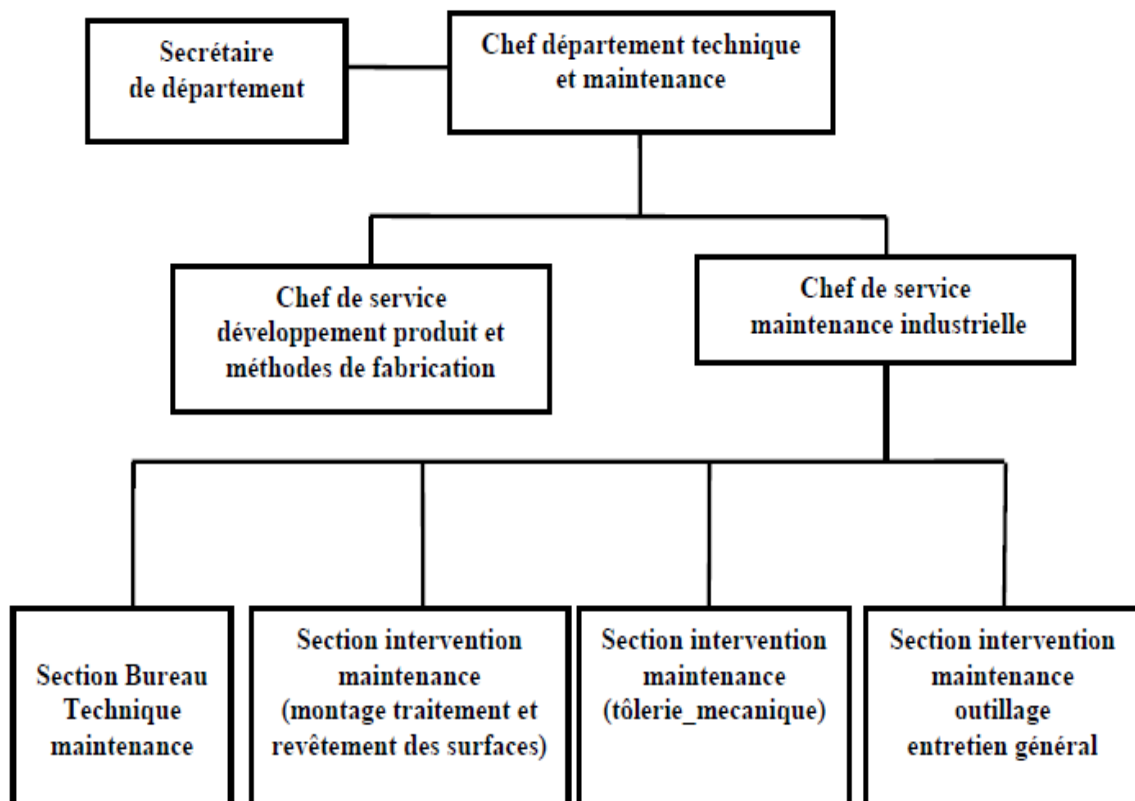 Secrétaire
de département
Chef département technique
et maintenance
Chef de service
développement produit et
méthodes de fabrication
Chef de service
maintenance industrielle
Section Bureau
Technique
maintenance
Section intervention
maintenance
(montage traitement et
revêtement des surfaces)
Section intervention
maintenance
(tôlerie_mecanique)
Section intervention
maintenance
outillage
entretien général